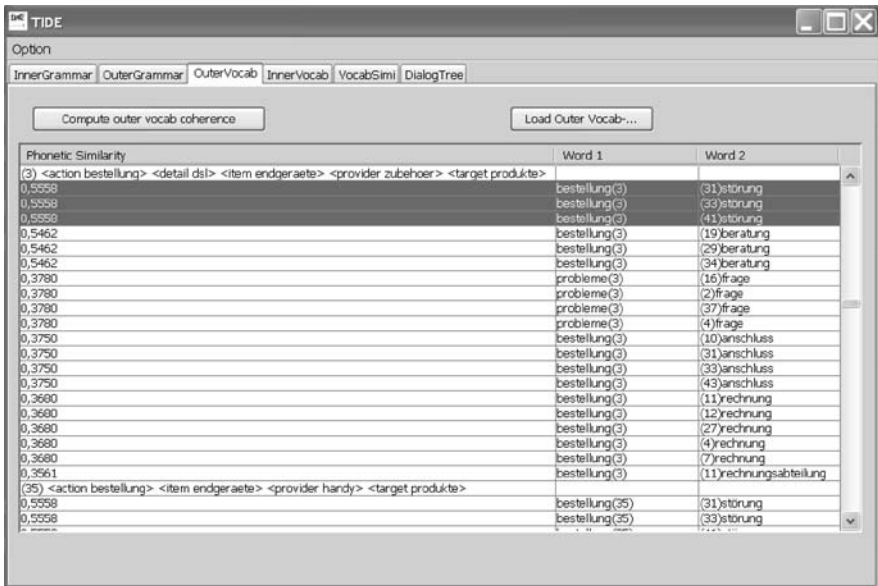 TIDE
Option
InnerGrammar OuterGrammar OuterVocab InnerVocab VocabSimi DialogTree
Compute outer vocab coherence Load Outer Vocab-...
Phonetic Similarity Word 1 Word 2
(3) <action bestellung> <detail dsl> <item endgeraete> <provider zubehoer> <target produkte>
0,5558 bestellung(3) (31)störung
0,5558 bestellung(3) (33)störung
0,5558 bestellung(3) (41)störung
0,5462 bestellung(3) (19)beratung
0,5462 bestellung(3) (29)beratung
0,5462 bestellung(3) (34)beratung
0,3780 probleme(3) (16)frage
0,3780 probleme(3) (2)frage
0,3780 probleme(3) (37)frage
0,3780 probleme(3) (4)frage
0,3750 bestellung(3) (10)anschluss
0,3750 bestellung(3) (31)anschluss
0,3750 bestellung(3) (33)anschluss
0,3750 bestellung(3) (43)anschluss
0,3680 bestellung(3) (11)rechnung
0,3680 bestellung(3) (12)rechnung
0,3680 bestellung(3) (27)rechnung
0,3680 bestellung(3) (4)rechnung
0,3680 bestellung(3) (7)rechnung
0,3561 bestellung(3) (11)rechnungsabteilung
(35) <action bestellung> <item endgeraete> <provider handy> <target produkte>
0,5558 bestellung(35) (31)störung
0,5558 bestellung(35) (33)störung